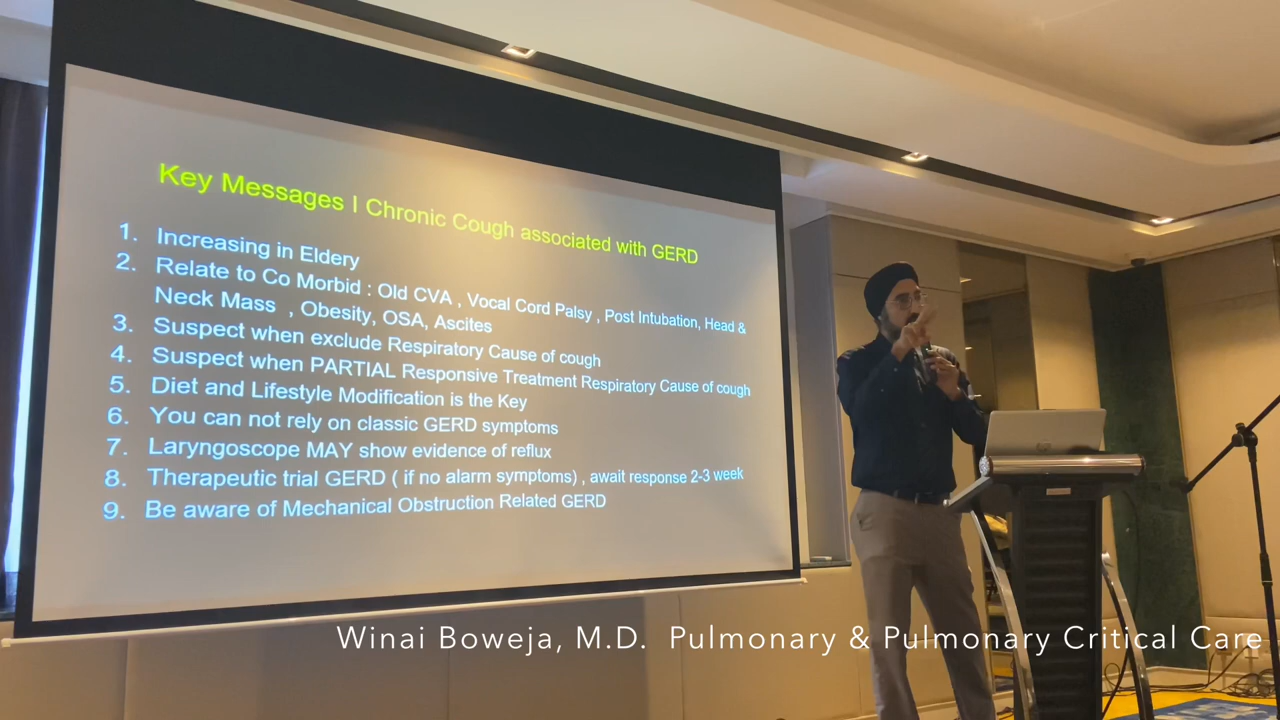 Key Messages I Chronic Cough associated with GERD
1. Increasing in Eldery
2. Relate to Co Morbid : Old CVA , Vocal Cord Palsy , Post Intubation, Head &
Neck Mass , Obesity, OSA, Ascites
3. Suspect when exclude Respiratory Cause of cough
4. Suspect when PARTIAL Responsive Treatment Respiratory Cause of cough
5. Diet and Lifestyle Modification is the Key
6. You can not rely on classic GERD symptoms
7. Laryngoscope MAY show evidence of reflux
8. Therapeutic trial GERD ( if no alarm symptoms) , await response 2-3 week
9. Be aware of Mechanical Obstruction Related GERD
Winai Boweja, M.D. Pulmonary & Pulmonary Critical Care